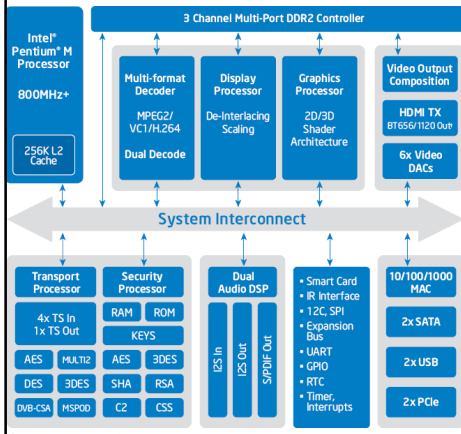 3 Channel Multi-Port DDR2 Controller
Intel®
Pentium® M
Processor
800MHz+
256K L2
Cache
Multi-format
Decoder
MPEG2/
VC1/H.264
Dual Decode
Display
Processor
De-Interlacing
Scaling
Graphics
Processor
2D/3D
Shader
Architecture
Video Output
Composition
HDMI TX
BT656/1120 Out
6x Video
DACs
System Interconnect
Transport
Processor
4x TS In
1x TS Out
AES
MULTI2
DES
3DES
DVB-CSA
MSPOD
Security
Processor
RAM
ROM
KEYS
AES
3DES
SHA
RSA
C2
CSS
Dual
Audio DSP
I2S In
I2S Out
S/PDIF Out
• Smart Card
• IR Interface
• 12C, SPI
• Expansion
Bus
• UART
• GPIO
• RTC
• Timer,
Interrupts
10/100/1000
MAC
2x SATA
2x USB
2x PCIe